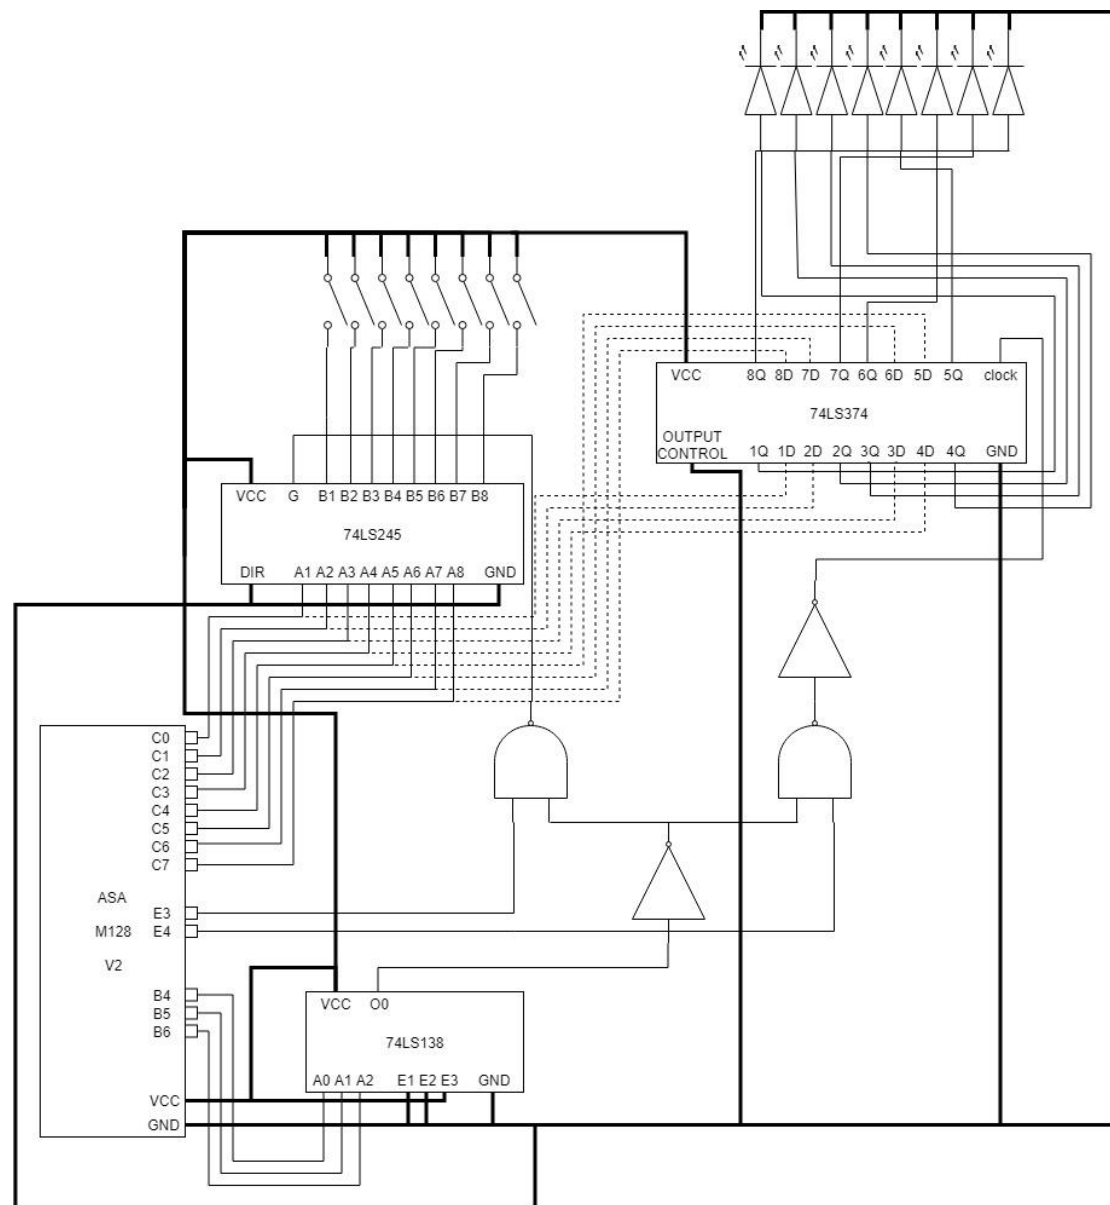 VCC 8Q 8D 7D 7Q 6Q 6D 5D 5Q clock
74LS374
OUTPUT
CONTROL 1Q 1D 2D 2Q 3Q 3D 4D 4Q GND
VCC G B1 B2 B3 B4 B5 B6 B7 B8
74LS245
DIR A1 A2 A3 A4 A5 A6 A7 A8 GND
C0
C1
C2
C3
C4
C5
C6
C7
ASA
E3
M128 E4
V2
B4
B5
B6
VCC
GND
VCC O0
74LS138
A0 A1 A2 E1 E2 E3 GND